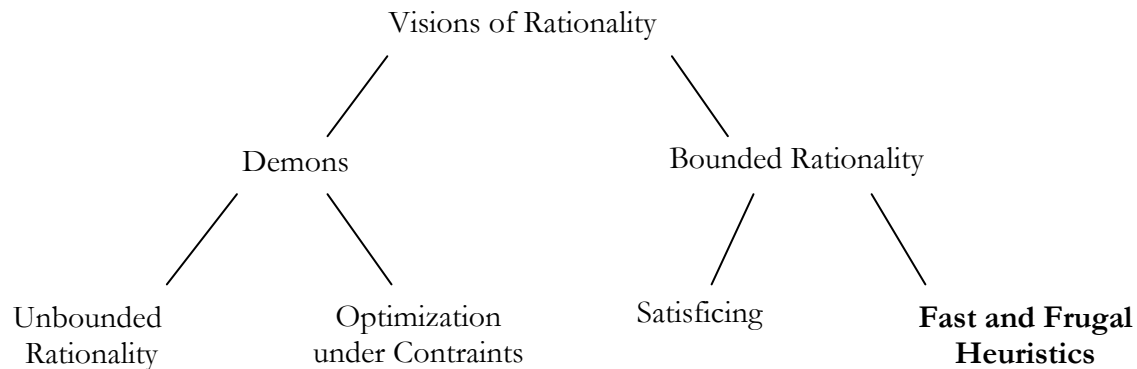 Visions of Rationality
Demons
Bounded Rationality
Unbounded
Rationality
Optimization
under Contraints
Satisficing
Fast and Frugal
Heuristics